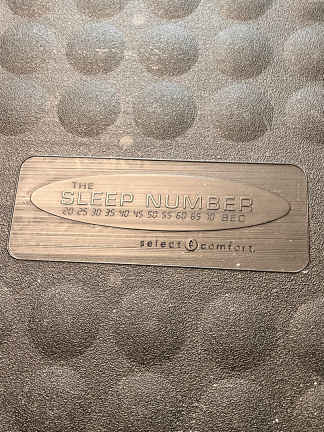 THE
SLEEP NUMBER
20 25 30 35 40 45 50 55 60 65 70 BED
select comfort.